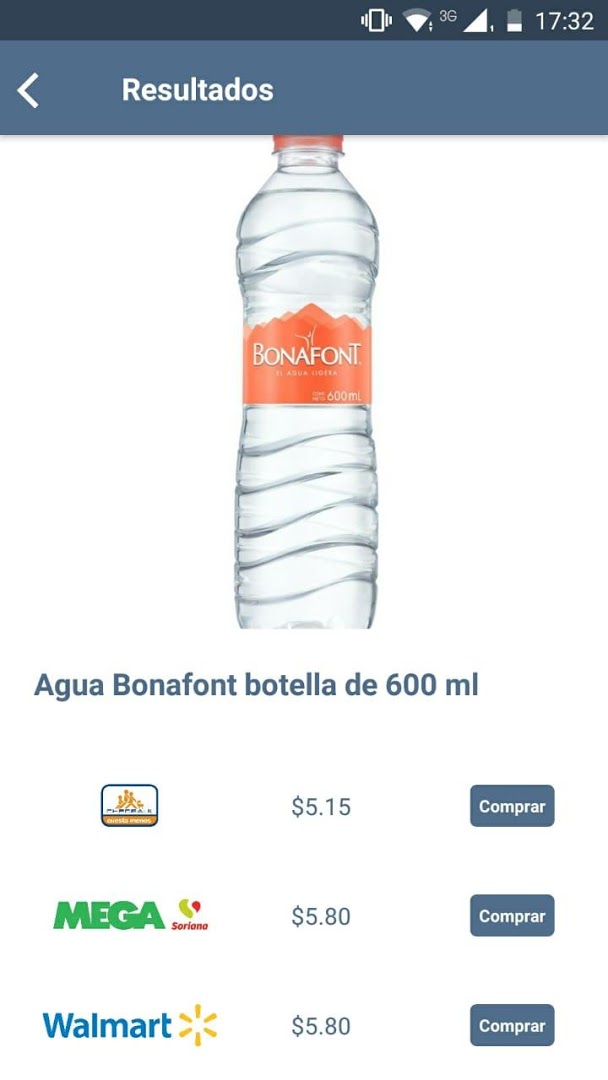 3G 17:32
Resultados
BONAFONT
EL AGUA LIGERA
CONT. NETO 600 mL
Agua Bonafont botella de 600 ml
CHEDRAUI
cuesta menos
$5.15
Comprar
MEGA Soriana
$5.80
Comprar
Walmart
$5.80
Comprar